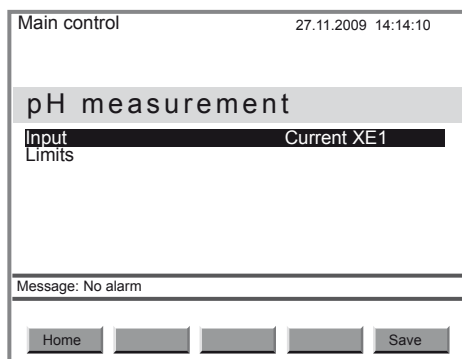 Main control 27.11.2009 14:14:10
pH measurement
Input Current XE1
Limits
Message: No alarm
Home Save